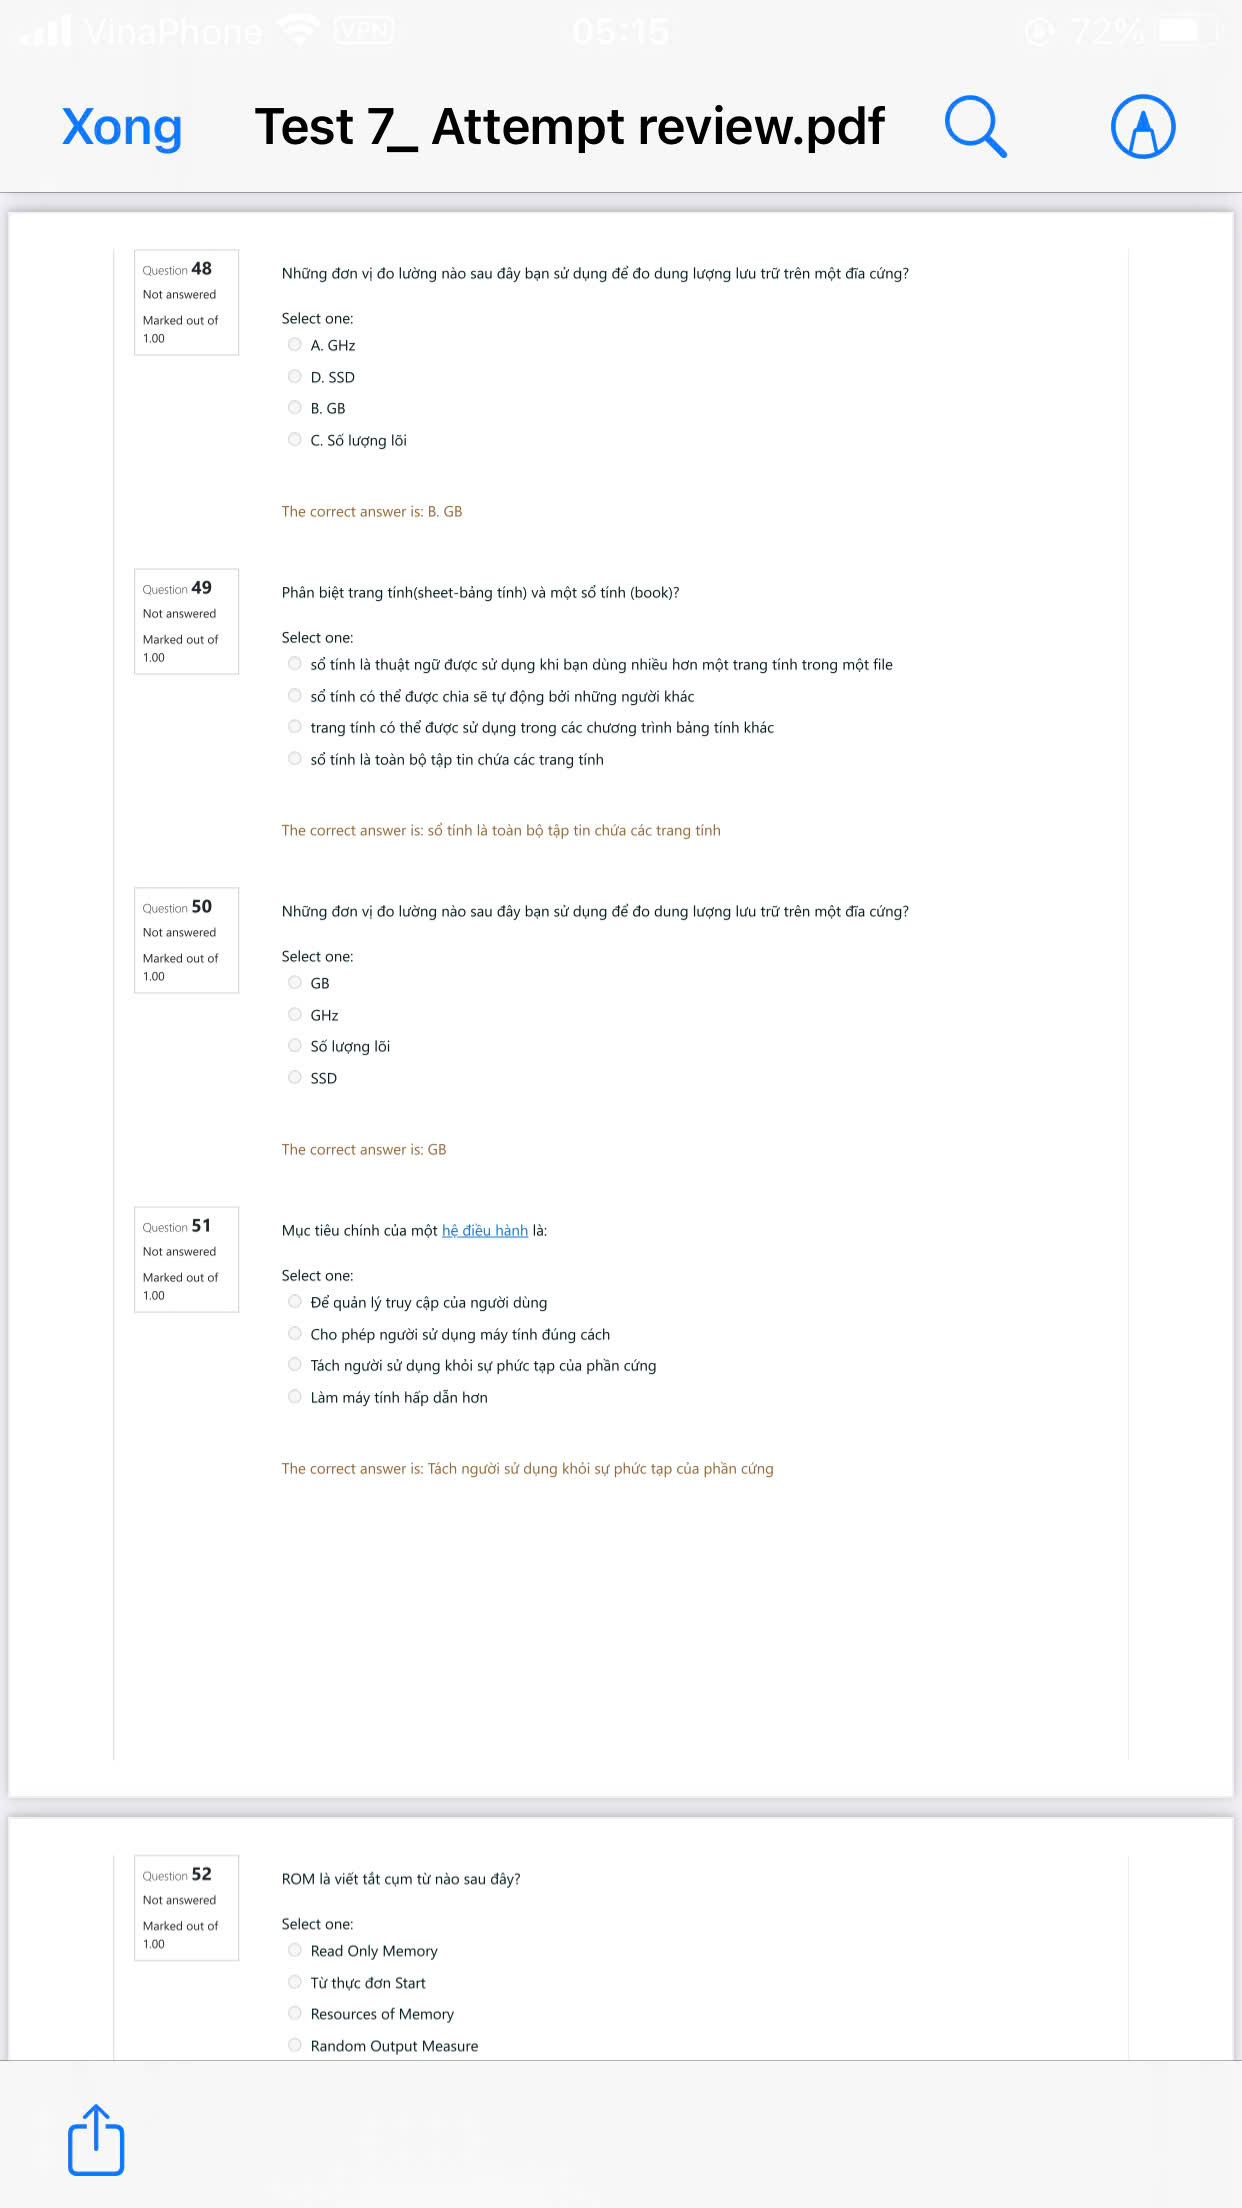 VinaPhone VPN 05:15 72%
Xong Test 7_ Attempt review.pdf
Question 48
Not answered
Marked out of
1.00
Những đơn vị đo lường nào sau đây bạn sử dụng để đo dung lượng lưu trữ trên một đĩa cứng?
Select one:
A. GHz
D. SSD
B. GB
C. Số lượng lõi
The correct answer is: B. GB
Question 49
Not answered
Marked out of
1.00
Phân biệt trang tính(sheet-bảng tính) và một sổ tính (book)?
Select one:
sổ tính là thuật ngữ được sử dụng khi bạn dùng nhiều hơn một trang tính trong một file
sổ tính có thể được chia sẽ tự động bởi những người khác
trang tính có thể được sử dụng trong các chương trình bảng tính khác
sổ tính là toàn bộ tập tin chứa các trang tính
The correct answer is: sổ tính là toàn bộ tập tin chứa các trang tính
Question 50
Not answered
Marked out of
1.00
Những đơn vị đo lường nào sau đây bạn sử dụng để đo dung lượng lưu trữ trên một đĩa cứng?
Select one:
GB
GHz
Số lượng lõi
SSD
The correct answer is: GB
Question 51
Not answered
Marked out of
1.00
Mục tiêu chính của một hệ điều hành là:
Select one:
Để quản lý truy cập của người dùng
Cho phép người sử dụng máy tính đúng cách
Tách người sử dụng khỏi sự phức tạp của phần cứng
Làm máy tính hấp dẫn hơn
The correct answer is: Tách người sử dụng khỏi sự phức tạp của phần cứng
Question 52
Not answered
Marked out of
1.00
ROM là viết tắt cụm từ nào sau đây?
Select one:
Read Only Memory
Từ thực đơn Start
Resources of Memory
Random Output Measure